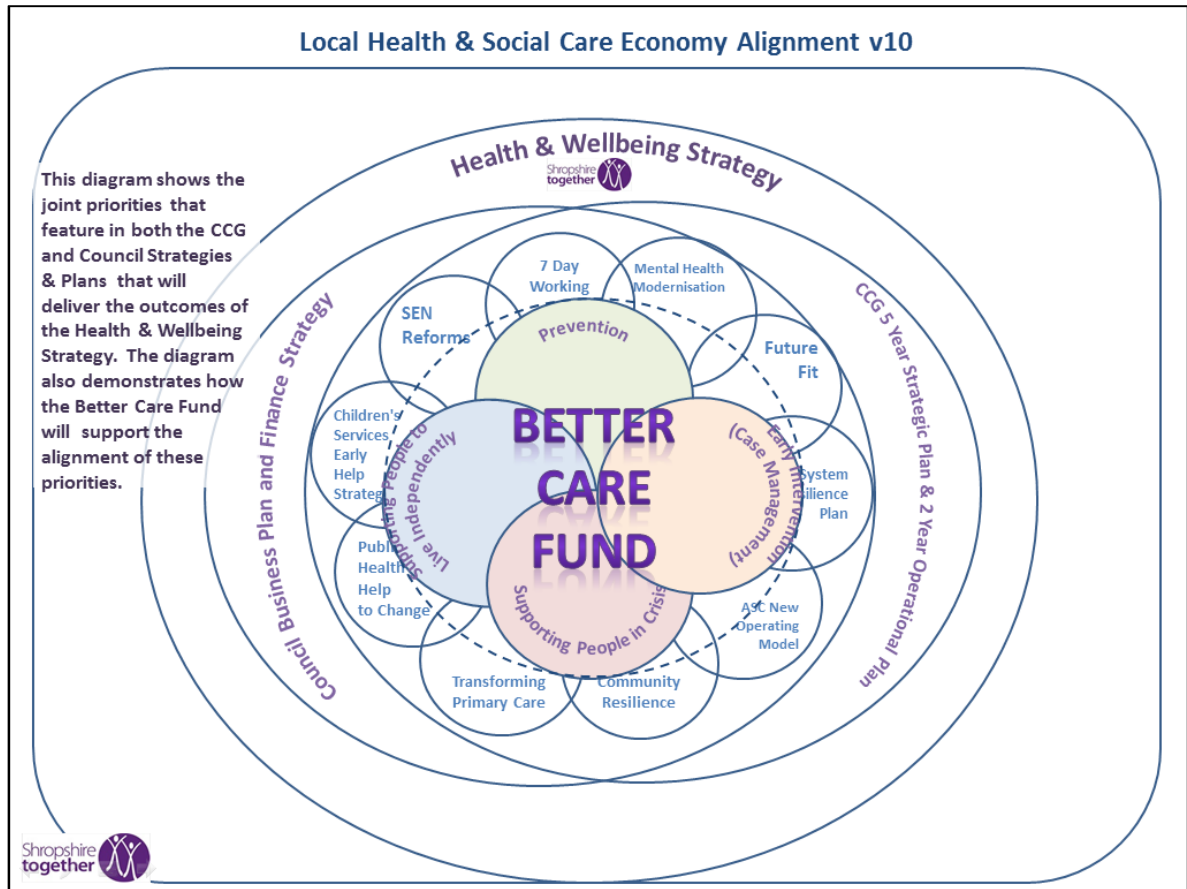 Local Health & Social Care Economy Alignment v10
Health & Wellbeing Strategy
Shropshire
together
This diagram shows the
joint priorities that
feature in both the CCG
and Council Strategies
& Plans that will
deliver the outcomes of
the Health & Wellbeing
Strategy. The diagram
also demonstrates how
the Better Care Fund
will support the
alignment of these
priorities.
Council Business Plan and Finance Strategy
CCG 5 Year Strategic Plan & 2 Year Operational Plan
7 Day
Working
Mental Health
Modernisation
SEN
Reforms
Future
Fit
Children's
Services
Early
Help
Strateg
System
silience
Plan
Public
Health
Help
to Change
ASC New
Operating
Model
Transforming
Primary Care
Community
Resilience
Prevention
Supporting People to
Live Independently
Early Intervention
(Case Management)
Supporting People in Crisis
BETTER
CARE
FUND
Shropshire
together